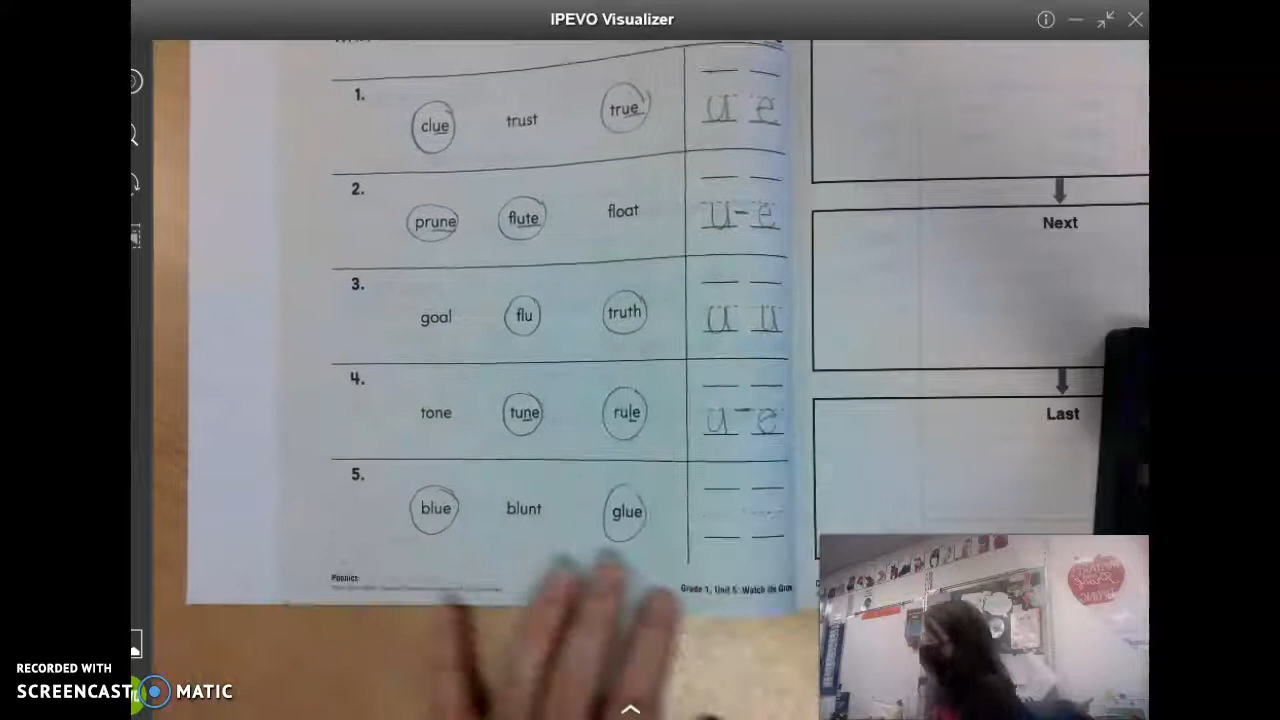 IPEVO Visualizer
1.
clue trust true u e
2.
prune flute float u-e
3.
goal flu truth u u
4.
tone tune rule u-e
5.
blue blunt glue
Phonics
Grade 1, Unit 5:
Next
Last
RECORDED WITH
SCREENCAST MATIC